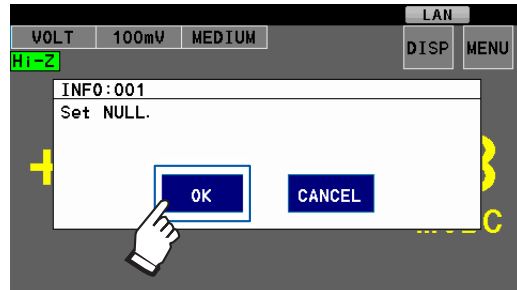 LAN
VOLT 100mV MEDIUM DISP MENU
Hi-Z
INFO:001
Set NULL.
OK CANCEL